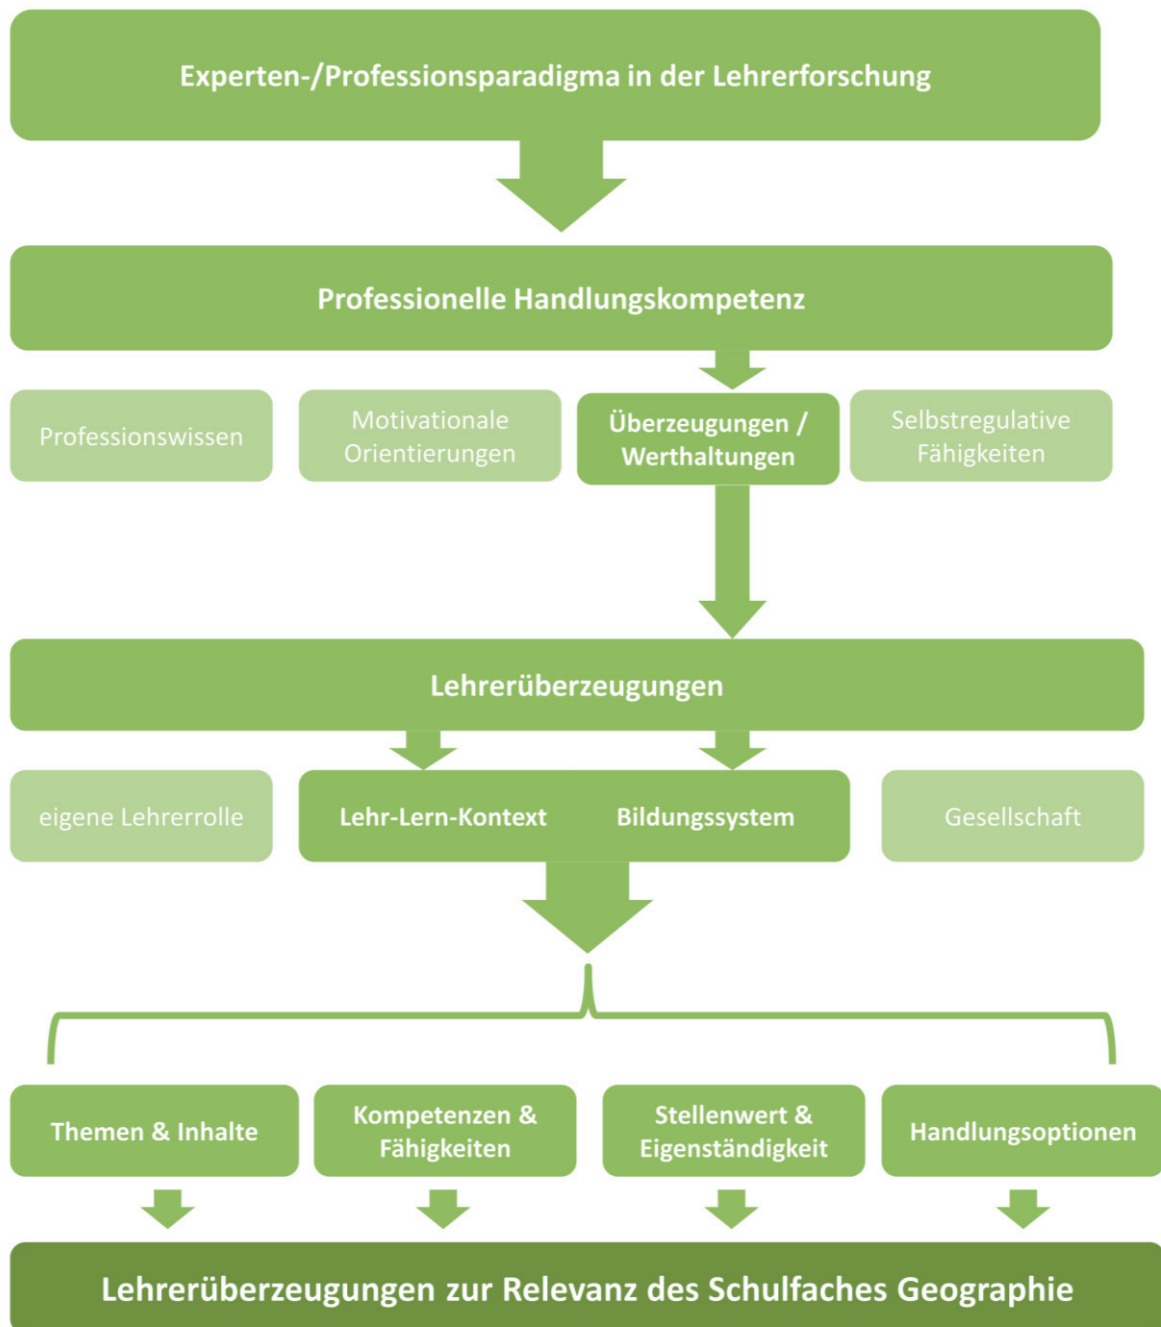 Experten-/Professionsparadigma in der Lehrerforschung
Professionelle Handlungskompetenz
Professionswissen
Motivationale
Orientierungen
Überzeugungen /
Werthaltungen
Selbstregulative
Fähigkeiten
Lehrerüberzeugungen
eigene Lehrerrolle
Lehr-Lern-Kontext
Bildungssystem
Gesellschaft
Themen & Inhalte
Kompetenzen &
Fähigkeiten
Stellenwert &
Eigenständigkeit
Handlungsoptionen
Lehrerüberzeugungen zur Relevanz des Schulfaches Geographie